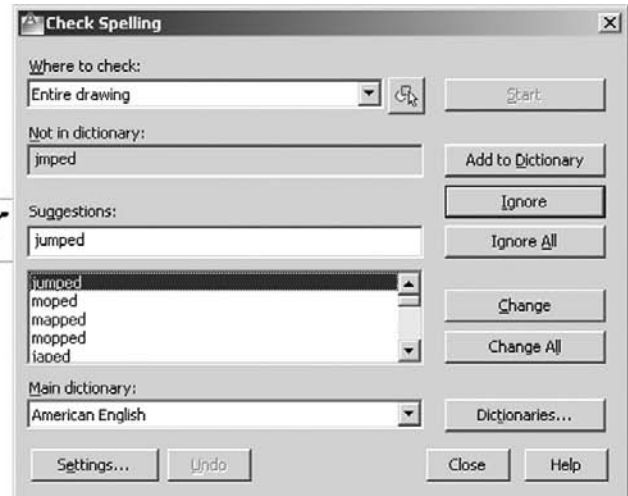 Check Spelling
Where to check:
Entire drawing
Start
Not in dictionary:
jmped
Add to Dictionary
Ignore
Suggestions:
jumped
Ignore All
jumped
moped
mapped
mopped
japed
Change
Change All
Main dictionary:
American English
Dictionaries...
Settings...
Undo
Close
Help